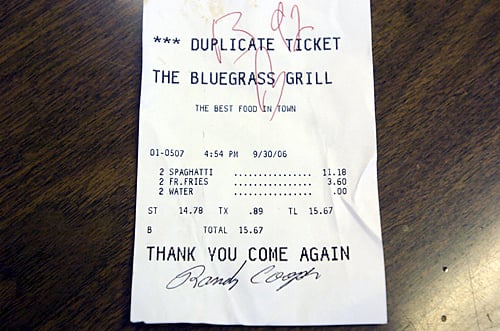 *** DUPLICATE TICKET
THE BLUEGRASS GRILL
THE BEST FOOD IN TOWN
01-0507 4:54 PM 9/30/06
2 SPAGHATTI ................ 11.18
2 FR.FRIES ................ 3.60
2 WATER ................ .00
ST 14.78 TX .89 TL 15.67
B TOTAL 15.67
THANK YOU COME AGAIN
Randy